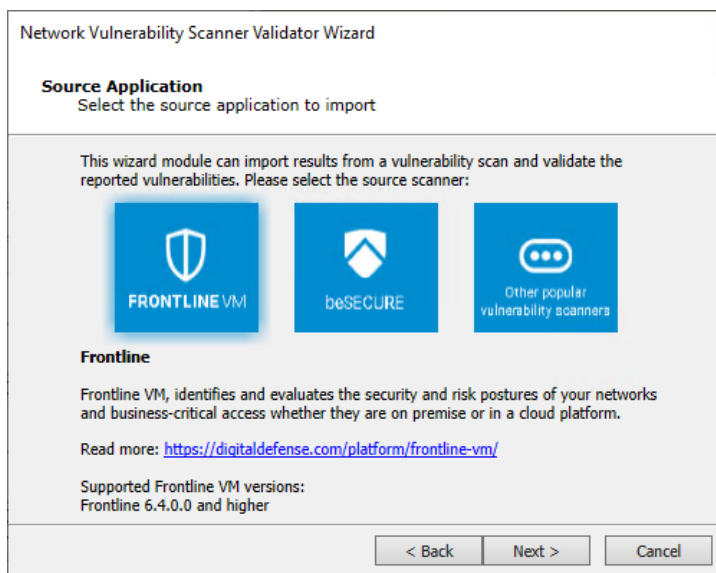 Network Vulnerability Scanner Validator Wizard
Source Application
Select the source application to import
This wizard module can import results from a vulnerability scan and validate the
reported vulnerabilities. Please select the source scanner:
FRONTLINE VM
beSECURE
Other popular
vulnerability scanners
Frontline
Frontline VM, identifies and evaluates the security and risk postures of your networks
and business-critical access whether they are on premise or in a cloud platform.
Read more: https://digitaldefense.com/platform/frontline-vm/
Supported Frontline VM versions:
Frontline 6.4.0.0 and higher
< Back
Next >
Cancel